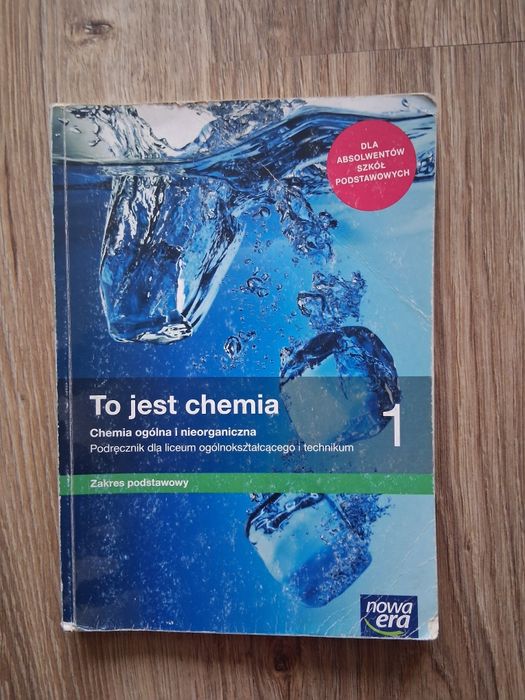 DLA
ABSOLWENTÓW
SZKÓŁ
PODSTAWOWYCH
To jest chemia
1
Chemia ogólna i nieorganiczna
Podręcznik dla liceum ogólnokształcącego i technikum
Zakres podstawowy
nowa
era